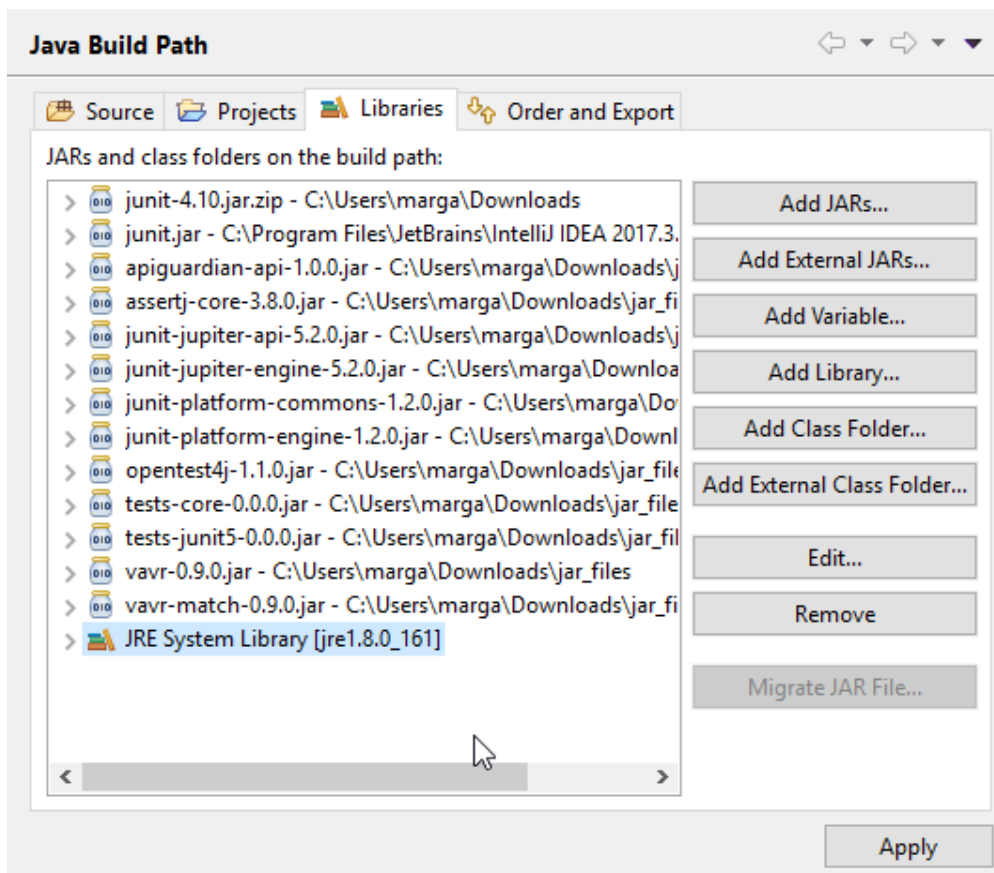 Java Build Path
Source Projects Libraries Order and Export
JARs and class folders on the build path:
junit-4.10.jar.zip - C:\Users\marga\Downloads
junit.jar - C:\Program Files\JetBrains\IntelliJ IDEA 2017.3.
apiguardian-api-1.0.0.jar - C:\Users\marga\Downloads\j
assertj-core-3.8.0.jar - C:\Users\marga\Downloads\jar_fi
junit-jupiter-api-5.2.0.jar - C:\Users\marga\Downloads\j
junit-jupiter-engine-5.2.0.jar - C:\Users\marga\Downloa
junit-platform-commons-1.2.0.jar - C:\Users\marga\Do
junit-platform-engine-1.2.0.jar - C:\Users\marga\Downl
opentest4j-1.1.0.jar - C:\Users\marga\Downloads\jar_file
tests-core-0.0.0.jar - C:\Users\marga\Downloads\jar_file
tests-junit5-0.0.0.jar - C:\Users\marga\Downloads\jar_fil
vavr-0.9.0.jar - C:\Users\marga\Downloads\jar_files
vavr-match-0.9.0.jar - C:\Users\marga\Downloads\jar_fi
JRE System Library [jre1.8.0_161]
Add JARs...
Add External JARs...
Add Variable...
Add Library...
Add Class Folder...
Add External Class Folder...
Edit...
Remove
Migrate JAR File...
Apply